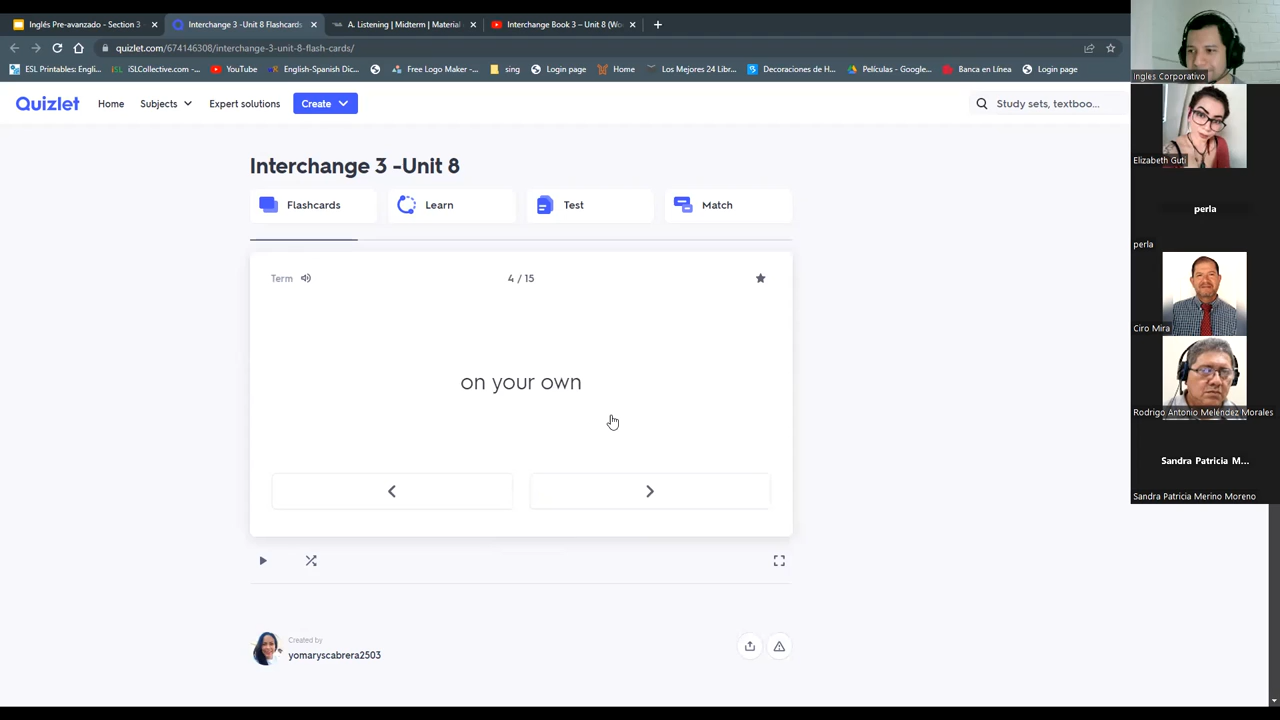 Inglés Pre-avanzado - Section 3
Interchange 3 -Unit 8 Flashcards
A. Listening | Midterm | Material
Interchange Book 3 – Unit 8 (Wo
quizlet.com/674146308/interchange-3-unit-8-flash-cards/
ESL Printables: Engli...
iSLCollective.com -...
YouTube
English-Spanish Dic...
Free Logo Maker -...
sing
Login page
Home
Los Mejores 24 Libr...
Decoraciones de H...
Películas - Google...
Banca en Línea
Login page
Quizlet
Home
Subjects
Expert solutions
Create
Study sets, textboo...
Interchange 3 -Unit 8
Flashcards
Learn
Test
Match
Term
4 / 15
on your own
Created by
yomaryscabrera2503
Ingles Corporativo
Elizabeth Guti
perla
perla
Ciro Mira
Rodrigo Antonio Meléndez Morales
Sandra Patricia M...
Sandra Patricia Merino Moreno